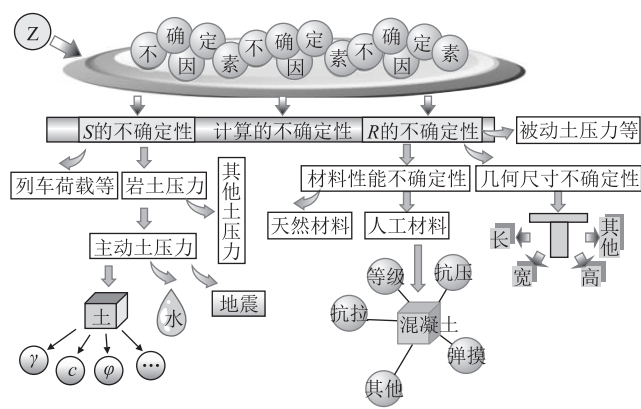 Z
不确定因素不确定因素不确定因素
S的不确定性
计算的不确定性
R的不确定性
被动土压力等
列车荷载等
岩土压力
其他土压力
材料性能不确定性
几何尺寸不确定性
天然材料
人工材料
主动土压力
长
宽
高
其他
土
水
地震
γ
c
φ
...
等级
抗压
抗拉
混凝土
弹摸
其他